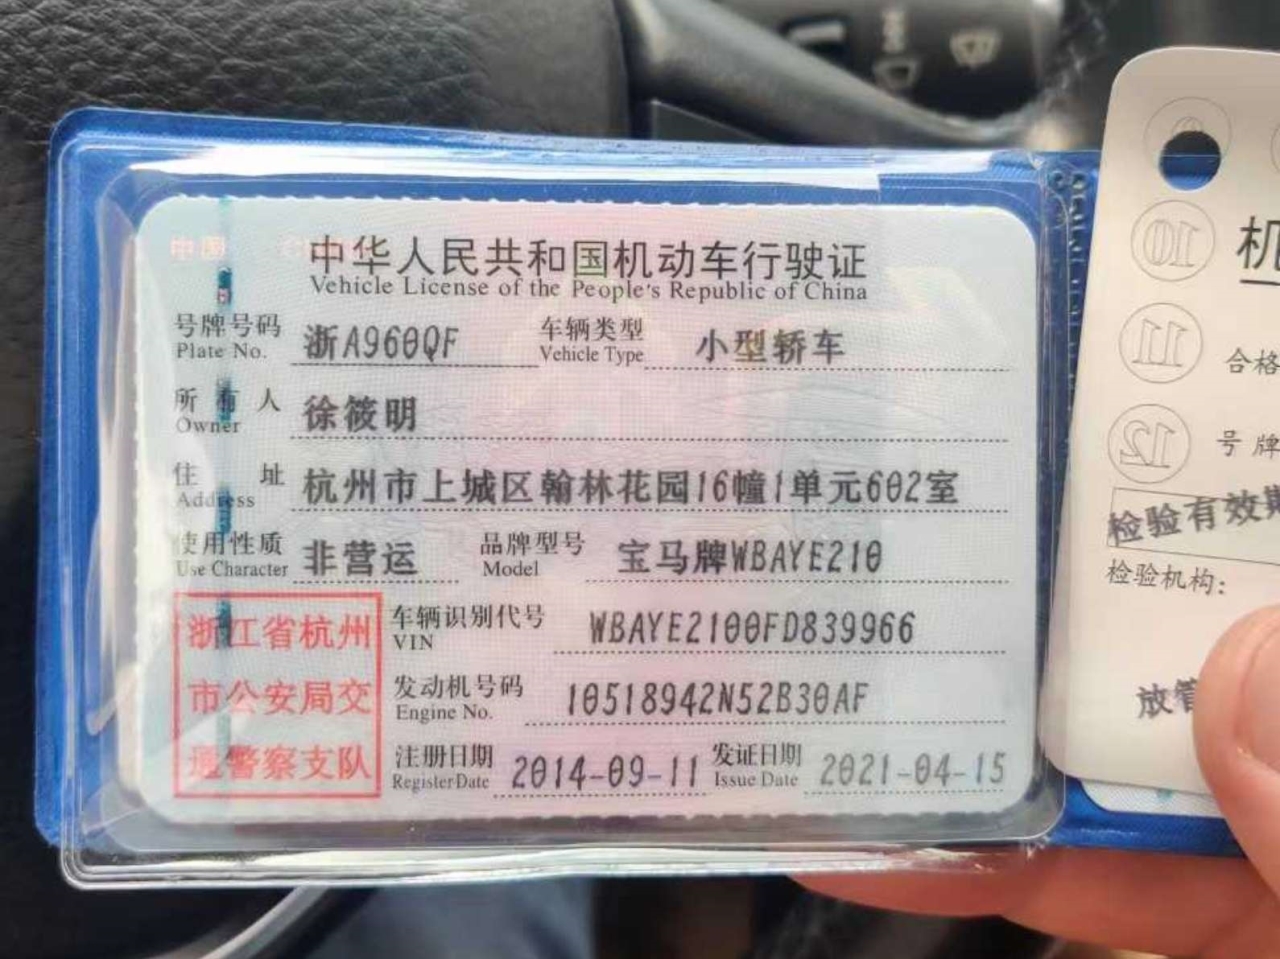 中国
中华人民共和国机动车行驶证
Vehicle License of the People's Republic of China
号牌号码 浙A960QF 车辆类型 小型轿车
Plate No. Vehicle Type
所有人 徐筱明
Owner
住址 杭州市上城区翰林花园16幢1单元602室
Address
使用性质 非营运 品牌型号 宝马牌WBAYE210
Use Character Model
浙江省杭州
市公安局交
通警察支队
车辆识别代号 WBAYE2100FD839966
VIN
发动机号码 10518942N52B30AF
Engine No.
注册日期 2014-09-11 发证日期 2021-04-15
Register Date Issue Date
10
11
12
机
合格
号牌
检验有效期
检验机构:
放管